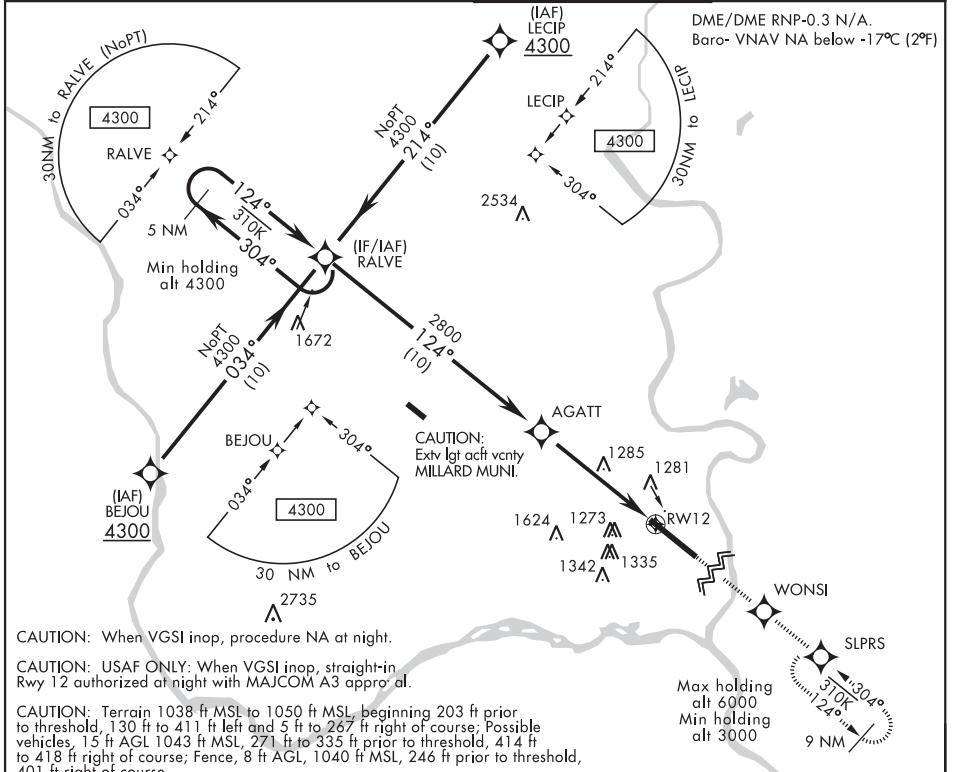 DME/DME RNP-0.3 N/A.
Baro- VNAV NA below -17°C (2°F)
(IAF)
LECIP
4300
30NM to RALVE (NoPT)
4300
214°
RALVE
034°
NoPT
4300
214°
(10)
LECIP
214°
4300
304°
30NM to LECIP
2534
5 NM
124°
310K
304°
Min holding
alt 4300
(IF/IAF)
RALVE
1672
NoPT
4300
034°
(10)
2800
124°
(10)
(IAF)
BEJOU
4300
BEJOU
034°
304°
4300
30 NM to BEJOU
CAUTION:
Extv lgt acft vcnty
MILLARD MUNI.
AGATT
1285
1281
RW12
1624
1273
1342
1335
WONSI
SLPRS
304°
310K
124°
9 NM
Max holding
alt 6000
Min holding
alt 3000
2735
CAUTION: When VGSI inop, procedure NA at night.
CAUTION: USAF ONLY: When VGSI inop, straight-in
Rwy 12 authorized at night with MAJCOM A3 appro al.
CAUTION: Terrain 1038 ft MSL to 1050 ft MSL, beginning 203 ft prior
to threshold, 130 ft to 411 ft left and 5 ft to 267 ft right of course; Possible
vehicles, 15 ft AGL 1043 ft MSL, 271 ft to 335 ft prior to threshold, 414 ft
to 418 ft right of course; Fence, 8 ft AGL, 1040 ft MSL, 246 ft prior to threshold,
401 ft right of course